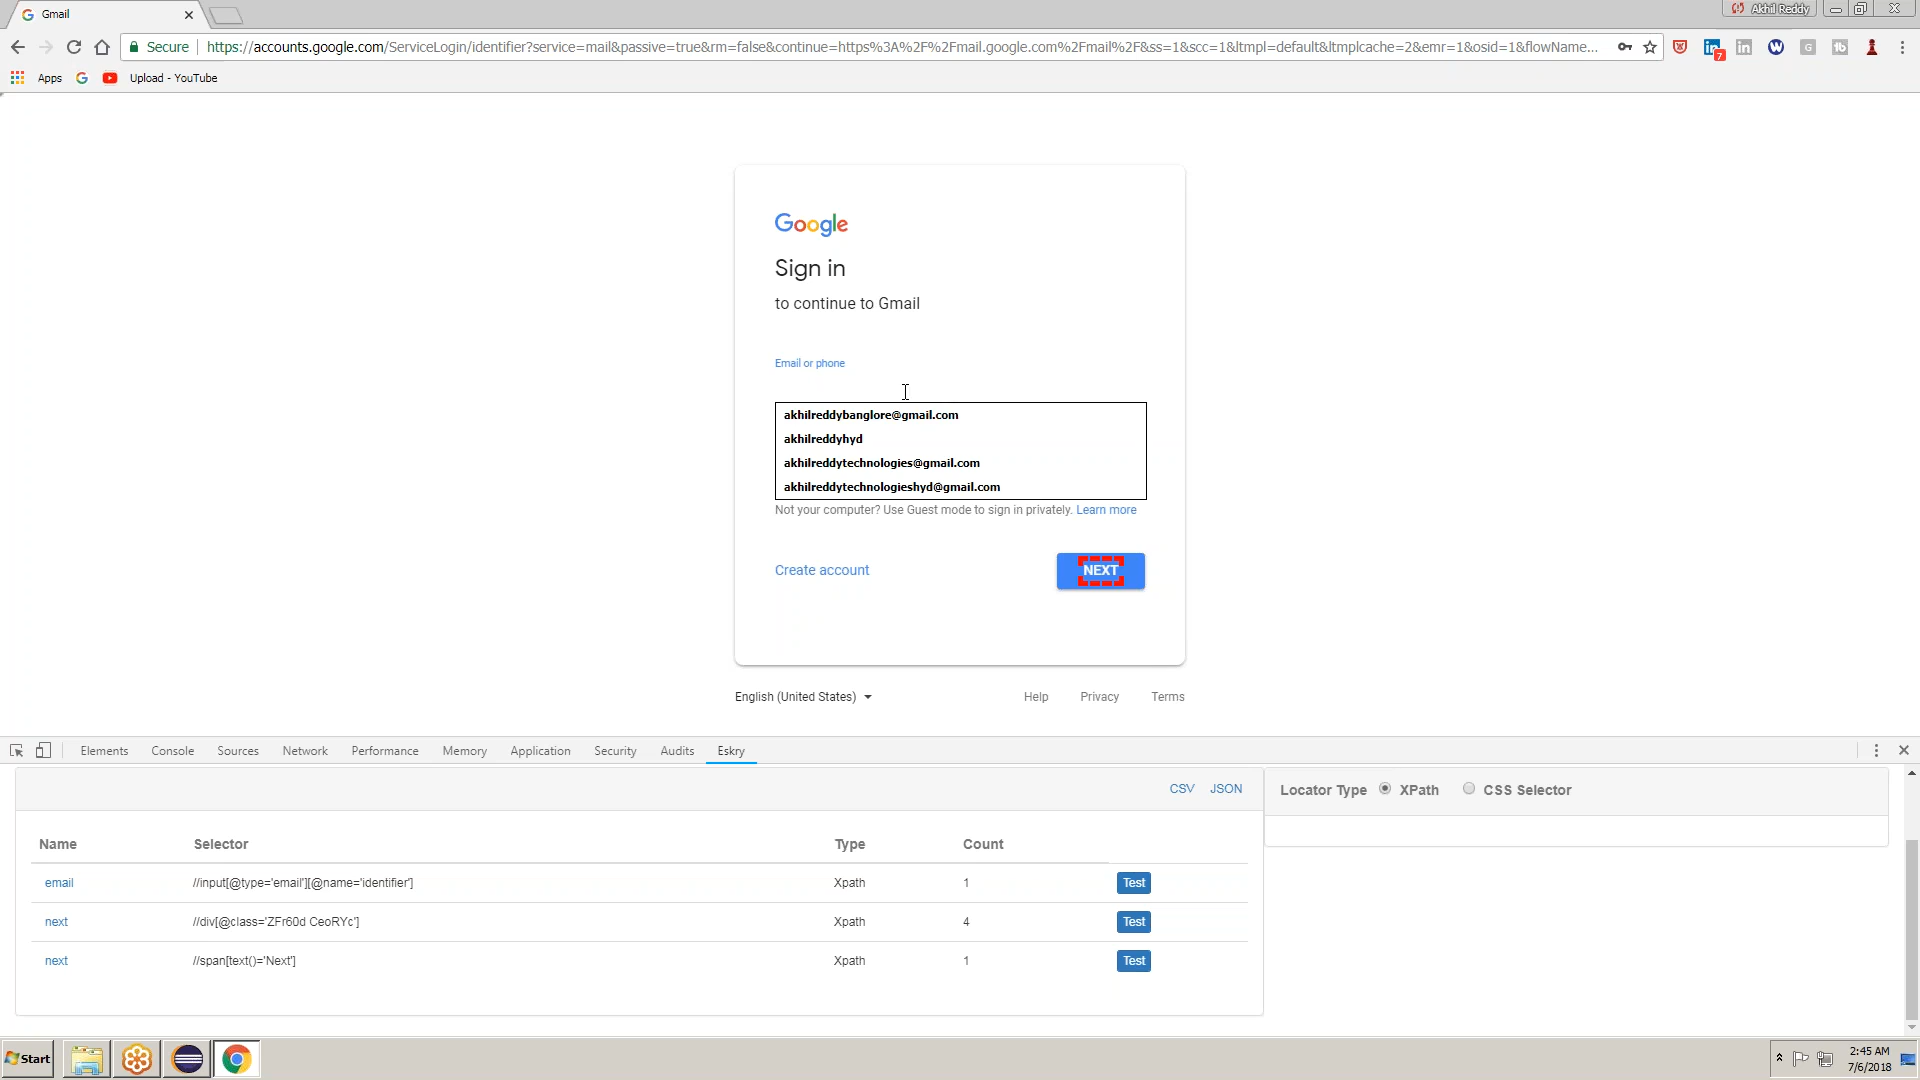 Gmail
Akhil Reddy
Secure
https://accounts.google.com/ServiceLogin/identifier?service=mail&passive=true&rm=false&continue=https%3A%2F%2Fmail.google.com%2Fmail%2F&ss=1&scc=1&ltmpl=default&ltmplcache=2&emr=1&osid=1&flowName...
7
Apps
Upload - YouTube
Google
Sign in
to continue to Gmail
Email or phone
akhilreddybanglore@gmail.com
akhilreddyhyd
akhilreddytechnologies@gmail.com
akhilreddytechnologieshyd@gmail.com
Not your computer? Use Guest mode to sign in privately. Learn more
Create account
NEXT
English (United States)
Help
Privacy
Terms
Elements
Console
Sources
Network
Performance
Memory
Application
Security
Audits
Eskry
CSV
JSON
Locator Type
XPath
CSS Selector
Name
Selector
Type
Count
email
//input[@type='email'][@name='identifier']
Xpath
1
Test
next
//div[@class='ZFr60d CeoRYc']
Xpath
4
Test
next
//span[text()='Next']
Xpath
1
Test
Start
2:45 AM
7/6/2018